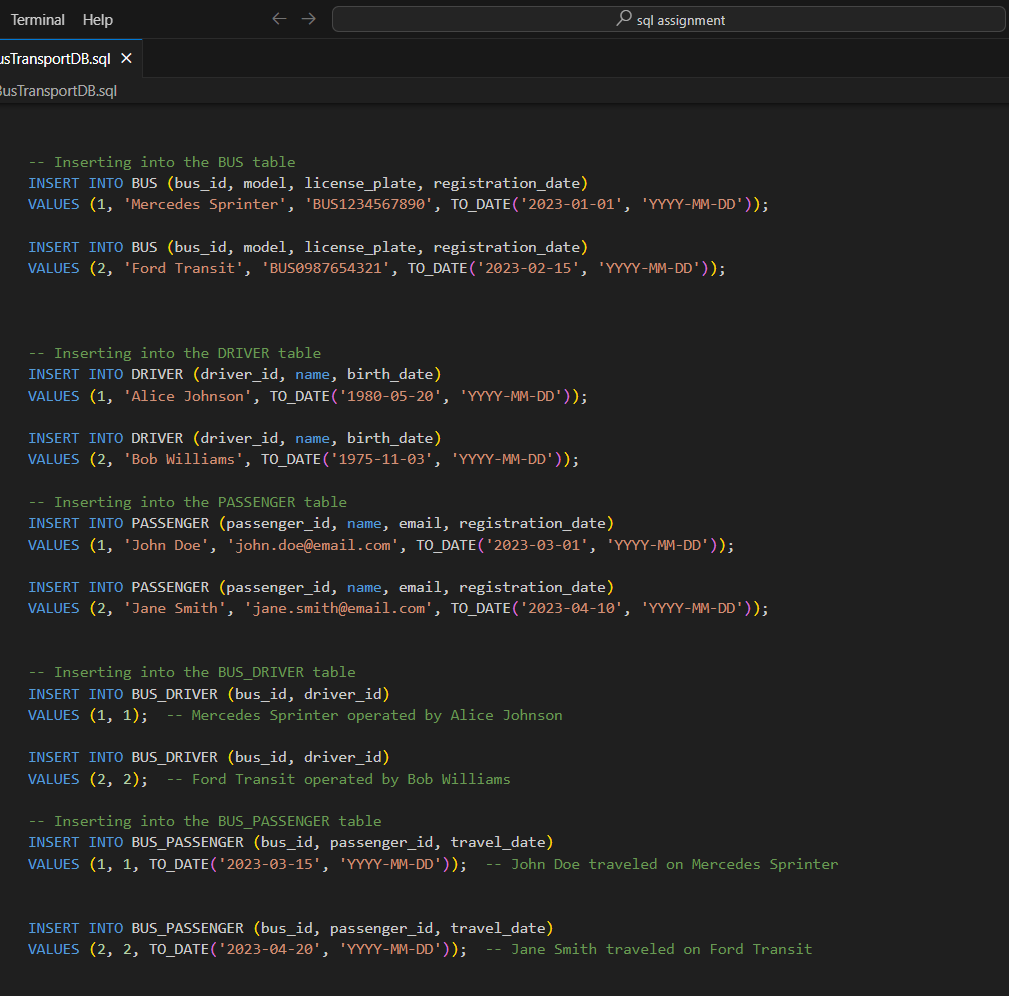 Terminal Help
sql assignment
usTransportDB.sql
BusTransportDB.sql
-- Inserting into the BUS table
INSERT INTO BUS (bus_id, model, license_plate, registration_date)
VALUES (1, 'Mercedes Sprinter', 'BUS1234567890', TO_DATE('2023-01-01', 'YYYY-MM-DD'));
INSERT INTO BUS (bus_id, model, license_plate, registration_date)
VALUES (2, 'Ford Transit', 'BUS0987654321', TO_DATE('2023-02-15', 'YYYY-MM-DD'));
-- Inserting into the DRIVER table
INSERT INTO DRIVER (driver_id, name, birth_date)
VALUES (1, 'Alice Johnson', TO_DATE('1980-05-20', 'YYYY-MM-DD'));
INSERT INTO DRIVER (driver_id, name, birth_date)
VALUES (2, 'Bob Williams', TO_DATE('1975-11-03', 'YYYY-MM-DD'));
-- Inserting into the PASSENGER table
INSERT INTO PASSENGER (passenger_id, name, email, registration_date)
VALUES (1, 'John Doe', 'john.doe@email.com', TO_DATE('2023-03-01', 'YYYY-MM-DD'));
INSERT INTO PASSENGER (passenger_id, name, email, registration_date)
VALUES (2, 'Jane Smith', 'jane.smith@email.com', TO_DATE('2023-04-10', 'YYYY-MM-DD'));
-- Inserting into the BUS_DRIVER table
INSERT INTO BUS_DRIVER (bus_id, driver_id)
VALUES (1, 1);  -- Mercedes Sprinter operated by Alice Johnson
INSERT INTO BUS_DRIVER (bus_id, driver_id)
VALUES (2, 2);  -- Ford Transit operated by Bob Williams
-- Inserting into the BUS_PASSENGER table
INSERT INTO BUS_PASSENGER (bus_id, passenger_id, travel_date)
VALUES (1, 1, TO_DATE('2023-03-15', 'YYYY-MM-DD'));  -- John Doe traveled on Mercedes Sprinter
INSERT INTO BUS_PASSENGER (bus_id, passenger_id, travel_date)
VALUES (2, 2, TO_DATE('2023-04-20', 'YYYY-MM-DD'));  -- Jane Smith traveled on Ford Transit